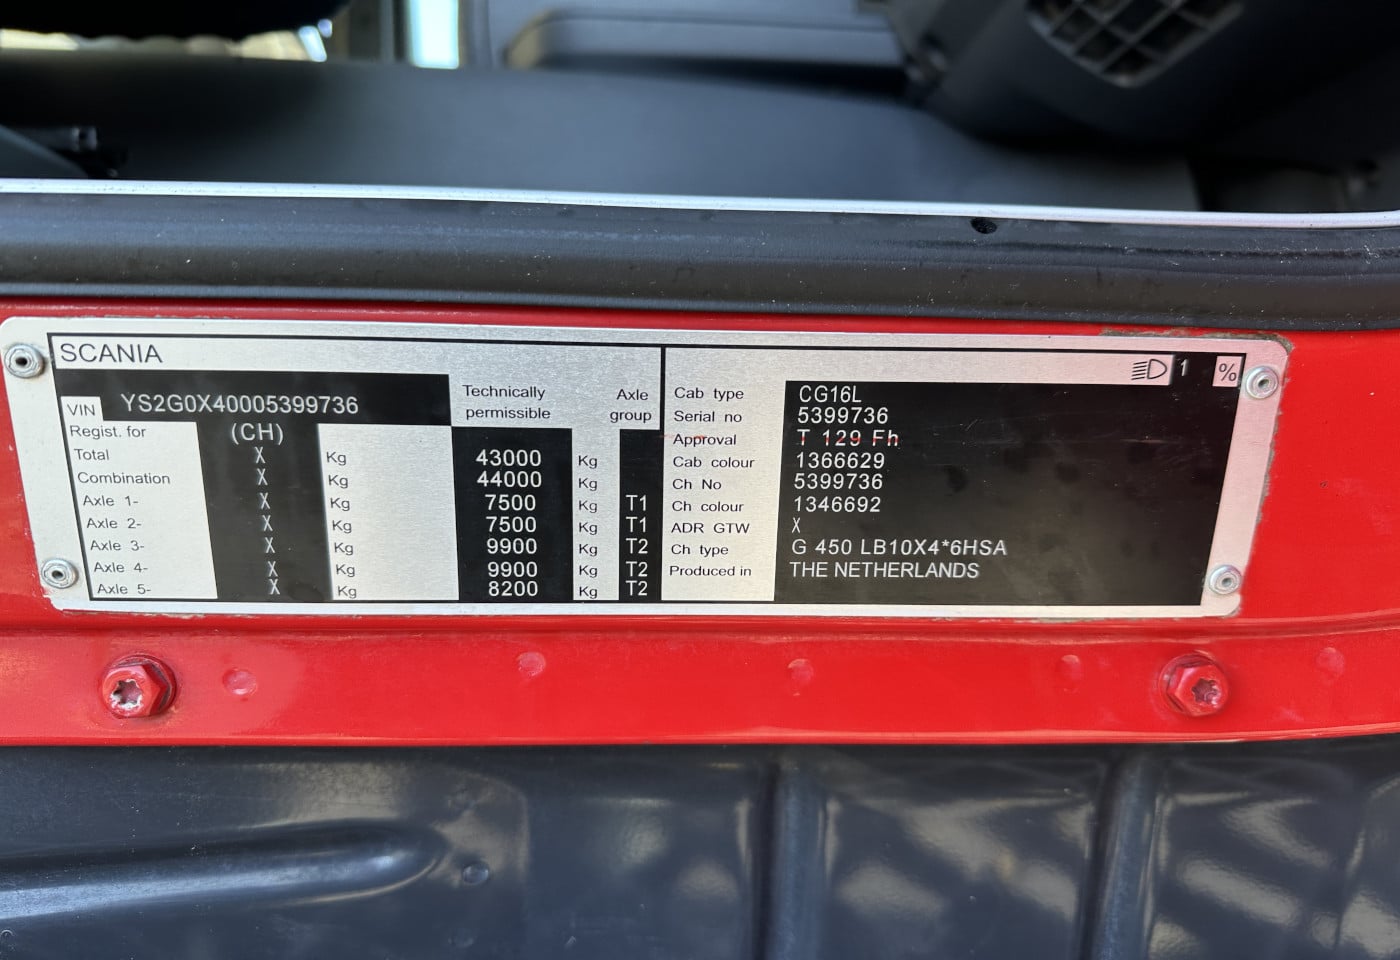 SCANIA
VIN YS2G0X40005399736
Technically permissible
Axle group
Regist. for (CH)
Total X Kg 43000 Kg
Combination X Kg 44000 Kg
Axle 1- X Kg 7500 Kg T1
Axle 2- X Kg 7500 Kg T1
Axle 3- X Kg 9900 Kg T2
Axle 4- X Kg 9900 Kg T2
Axle 5- X Kg 8200 Kg T2
1 %
Cab type CG16L
Serial no 5399736
Approval T 129 Fh
Cab colour 1366629
Ch No 5399736
Ch colour 1346692
ADR GTW X
Ch type G 450 LB10X4*6HSA
Produced in THE NETHERLANDS